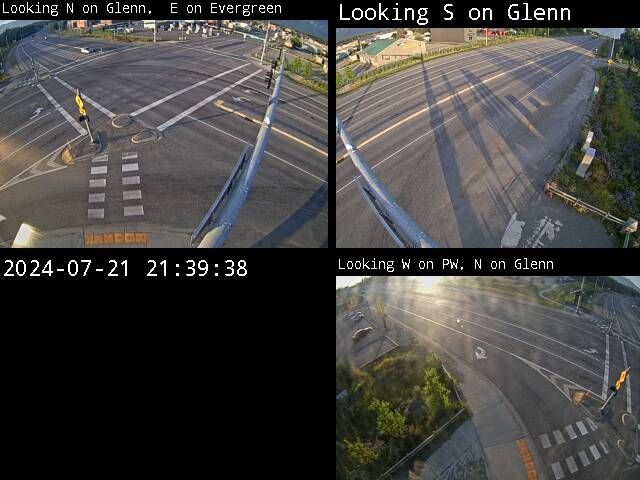 Looking N on Glenn, E on Evergreen
Looking S on Glenn
2024-07-21 21:39:38
Looking W on PW, N on Glenn